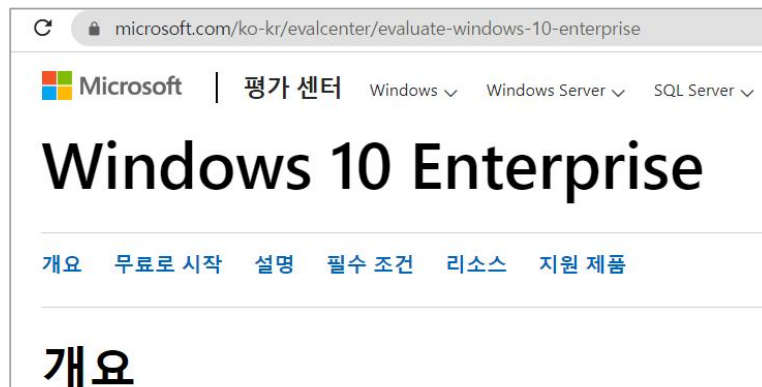 microsoft.com/ko-kr/evalcenter/evaluate-windows-10-enterprise
Microsoft | 평가 센터 Windows Windows Server SQL Server
Windows 10 Enterprise
개요 무료로 시작 설명 필수 조건 리소스 지원 제품
개요